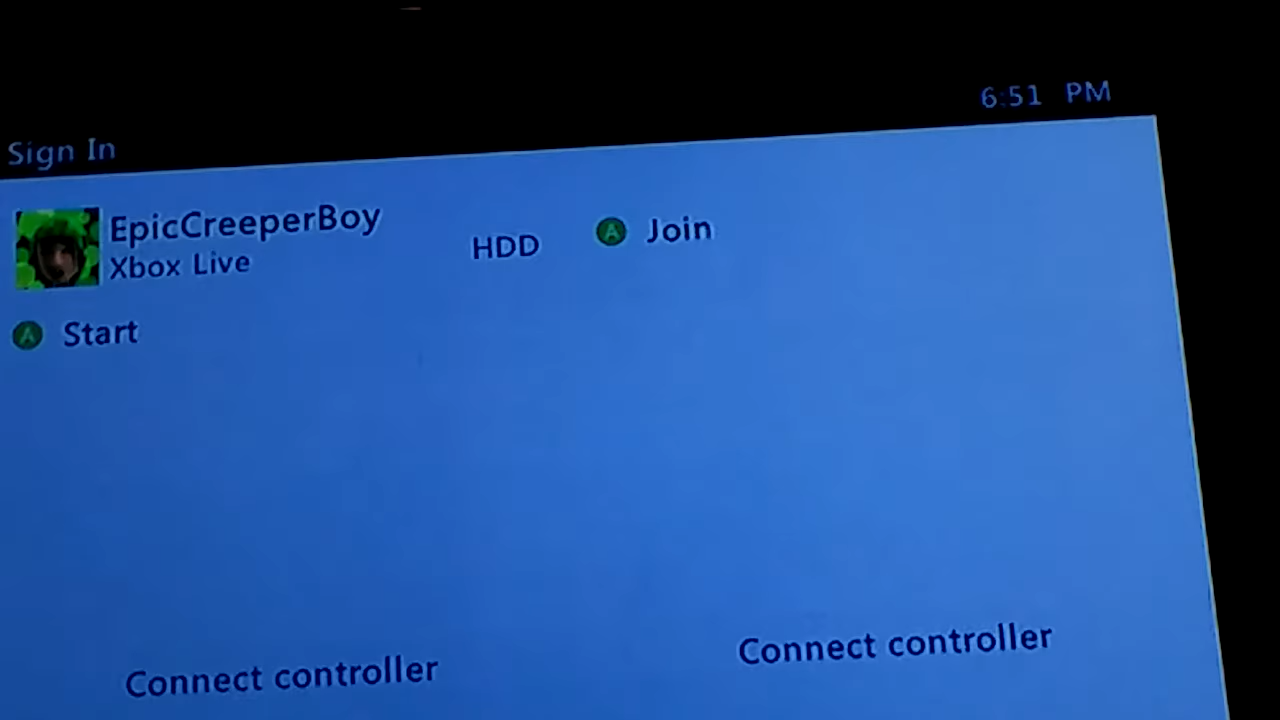 6:51 PM
Sign In
EpicCreeperBoy
Xbox Live
HDD
A Join
A Start
Connect controller
Connect controller